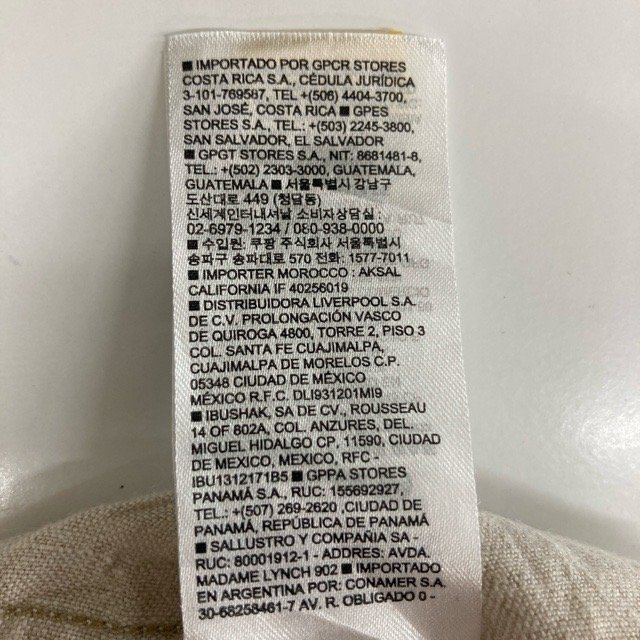 ■ IMPORTADO POR GPCR STORES
COSTA RICA S.A., CÉDULA JURÍDICA
3-101-769587, TEL +(506) 4404-3700,
SAN JOSÉ, COSTA RICA ■ GPES
STORES S.A., TEL.: +(503) 2245-3800,
SAN SALVADOR, EL SALVADOR
■ GPGT STORES S.A., NIT: 8681481-8,
TEL.: +(502) 2303-3000, GUATEMALA,
GUATEMALA ■ 서울특별시 강남구
도산대로 449 (청담동)
신세계인터내셔날 소비자상담실 :
02-6979-1234 / 080-938-0000
■ 수입원: 쿠팡 주식회사 서울특별시
송파구 송파대로 570 전화: 1577-7011
■ IMPORTER MOROCCO : AKSAL
CALIFORNIA IF 40256019
■ DISTRIBUIDORA LIVERPOOL S.A.
DE C.V. PROLONGACIÓN VASCO
DE QUIROGA 4800, TORRE 2, PISO 3
COL. SANTA FE CUAJIMALPA,
CUAJIMALPA DE MORELOS C.P.
05348 CIUDAD DE MÉXICO
MÉXICO R.F.C. DLI931201MI9
■ IBUSHAK, SA DE CV., ROUSSEAU
14 OF 802A, COL. ANZURES, DEL.
MIGUEL HIDALGO CP, 11590, CIUDAD
DE MEXICO, MEXICO, RFC -
IBU1312171B5 ■ GPPA STORES
PANAMÁ S.A., RUC: 155692927,
TEL.: +(507) 269-2620 ,CIUDAD DE
PANAMÁ, REPÚBLICA DE PANAMÁ
■ SALLUSTRO Y COMPAÑIA SA -
RUC: 80001912-1 - ADDRES: AVDA.
MADAME LYNCH 902 ■ IMPORTADO
EN ARGENTINA POR: CONAMER S.A.
30-68258461-7 AV. R. OBLIGADO 0 -